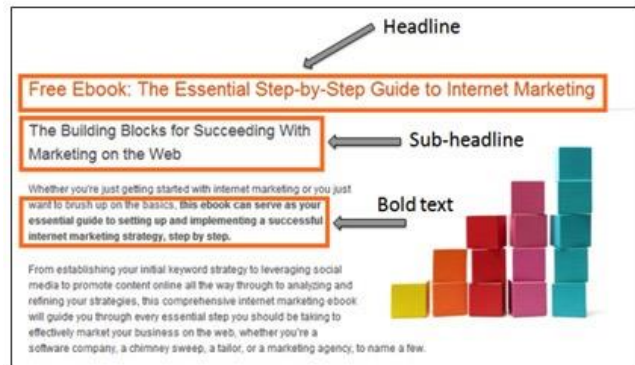 Headline
Free Ebook: The Essential Step-by-Step Guide to Internet Marketing
The Building Blocks for Succeeding With
Marketing on the Web
Sub-headline
Whether you're just getting started with internet marketing or you just
want to brush up on the basics, this ebook can serve as your
essential guide to setting up and implementing a successful
internet marketing strategy, step by step.
Bold text
From establishing your initial keyword strategy to leveraging social
media to promote content online all the way through to analyzing and
refining your strategies, this comprehensive internet marketing ebook
will guide you through every essential step you should be taking to
effectively market your business on the web, whether you're a
software company, a chimney sweep, a tailor, or a marketing agency, to name a few.